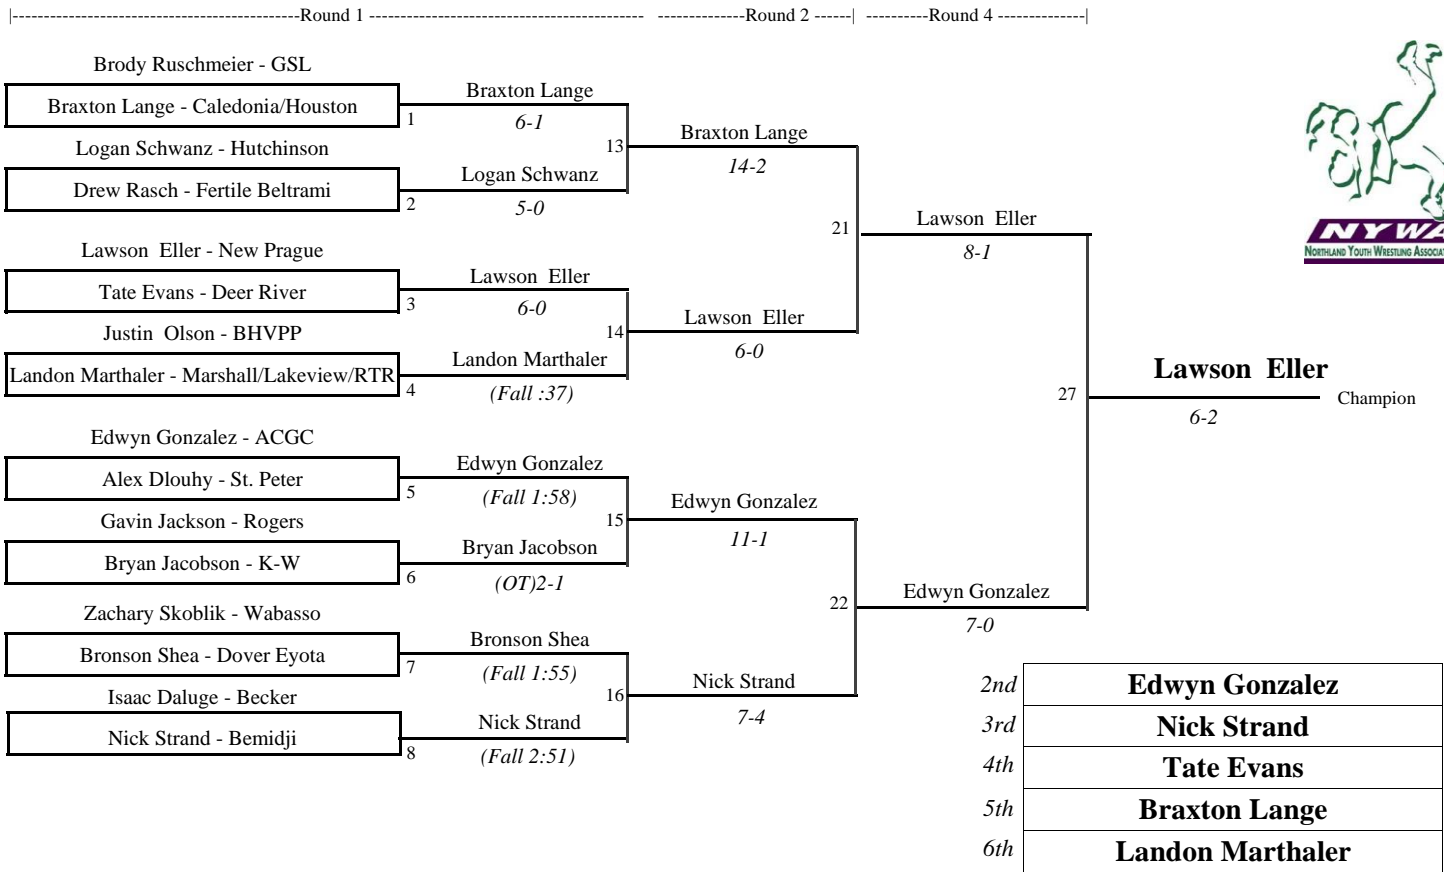 |----------------------------------------------Round 1 -------------------------------------------- --------------Round 2 ------| ----------Round 4 --------------|
Brody Ruschmeier - GSL
Braxton Lange - Caledonia/Houston
1
Logan Schwanz - Hutchinson
Drew Rasch - Fertile Beltrami
2
Lawson  Eller - New Prague
Tate Evans - Deer River
3
Justin  Olson - BHVPP
Landon Marthaler - Marshall/Lakeview/RTR
4
Edwyn Gonzalez - ACGC
Alex Dlouhy - St. Peter
5
Gavin Jackson - Rogers
Bryan Jacobson - K-W
6
Zachary Skoblik - Wabasso
Bronson Shea - Dover Eyota
7
Isaac Daluge - Becker
Nick Strand - Bemidji
8
Braxton Lange
6-1
13
Logan Schwanz
5-0
Lawson  Eller
6-0
14
Landon Marthaler
(Fall :37)
Edwyn Gonzalez
(Fall 1:58)
15
Bryan Jacobson
(OT)2-1
Bronson Shea
(Fall 1:55)
16
Nick Strand
(Fall 2:51)
Braxton Lange
14-2
21
Lawson  Eller
6-0
Edwyn Gonzalez
11-1
22
Nick Strand
7-4
Lawson  Eller
8-1
27
Edwyn Gonzalez
7-0
Lawson  Eller
Champion
6-2
NYWA
NORTHLAND YOUTH WRESTLING ASSOCIAT
2nd Edwyn Gonzalez
3rd Nick Strand
4th Tate Evans
5th Braxton Lange
6th Landon Marthaler